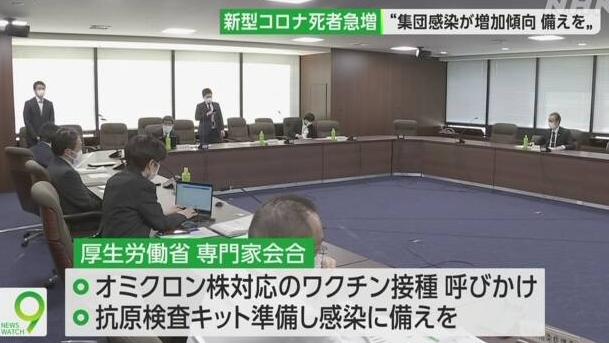 新型コロナ死者急増
“集団感染が増加傾向 備えを„
NHK
厚生労働省 専門家会合
オミクロン株対応のワクチン接種 呼びかけ
抗原検査キット準備し感染に備えを
NEWS
WATCH
9